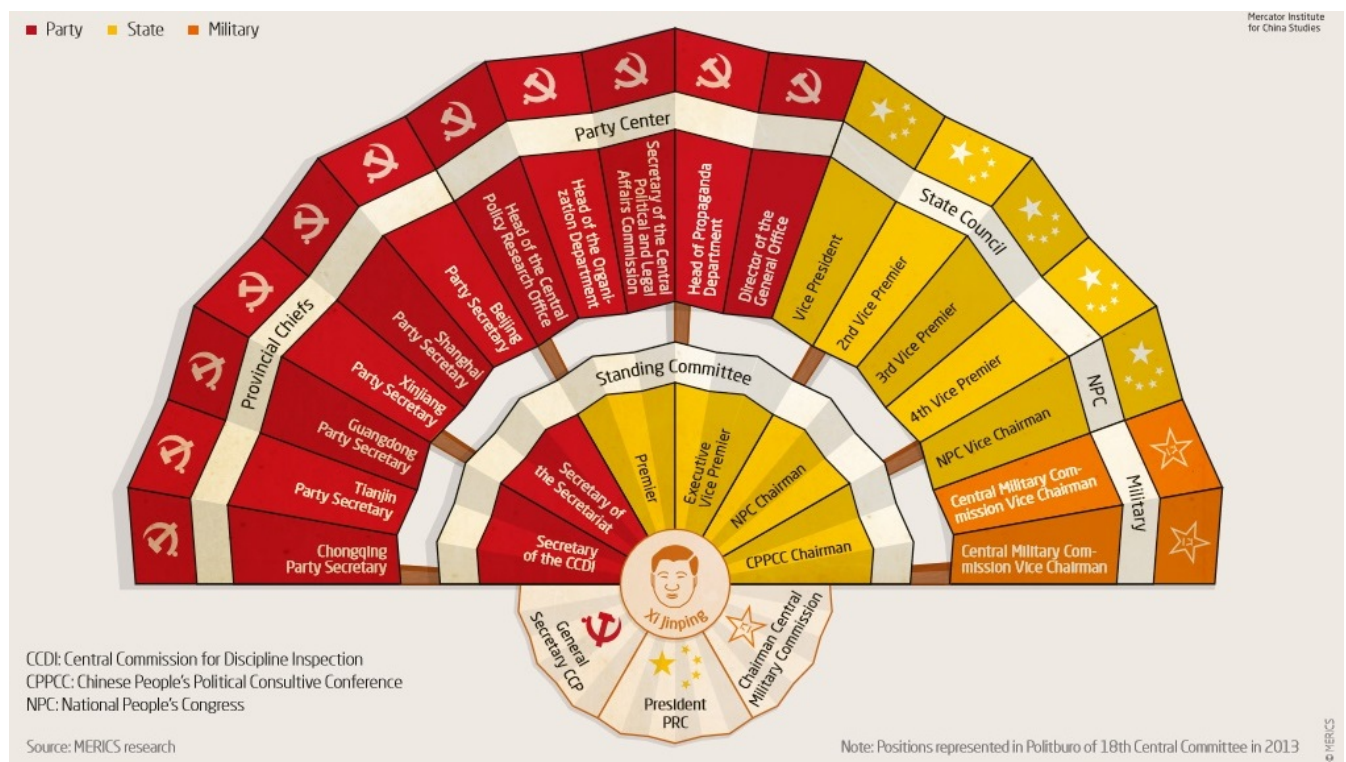 Party
State
Military
Mercator Institute
for China Studies
Party Center
Provincial Chiefs
State Council
NPC
Military
Chongqing
Party Secretary
Tianjin
Party Secretary
Guangdong
Party Secretary
Xinjiang
Party Secretary
Shanghai
Party Secretary
Beijing
Party Secretary
Head of the Central
Policy Research Office
Head of the Organi-
zation Department
Secretary of the Central
Political and Legal
Affairs Commission
Head of Propaganda
Department
Director of the
General Office
Vice President
2nd Vice Premier
3rd Vice Premier
4th Vice Premier
NPC Vice Chairman
Central Military Com-
mission Vice Chairman
Central Military Com-
mission Vice Chairman
Standing Committee
Secretary
of the CCDI
Secretary of
the Secretariat
Premier
Executive
Vice Premier
NPC Chairman
CPPCC Chairman
Xi Jinping
General
Secretary CCP
President
PRC
Chairman Central
Military Commission
CCDI: Central Commission for Discipline Inspection
CPPCC: Chinese People's Political Consultive Conference
NPC: National People's Congress
Source: MERICS research
Note: Positions represented in Politburo of 18th Central Committee in 2013
© MERICS